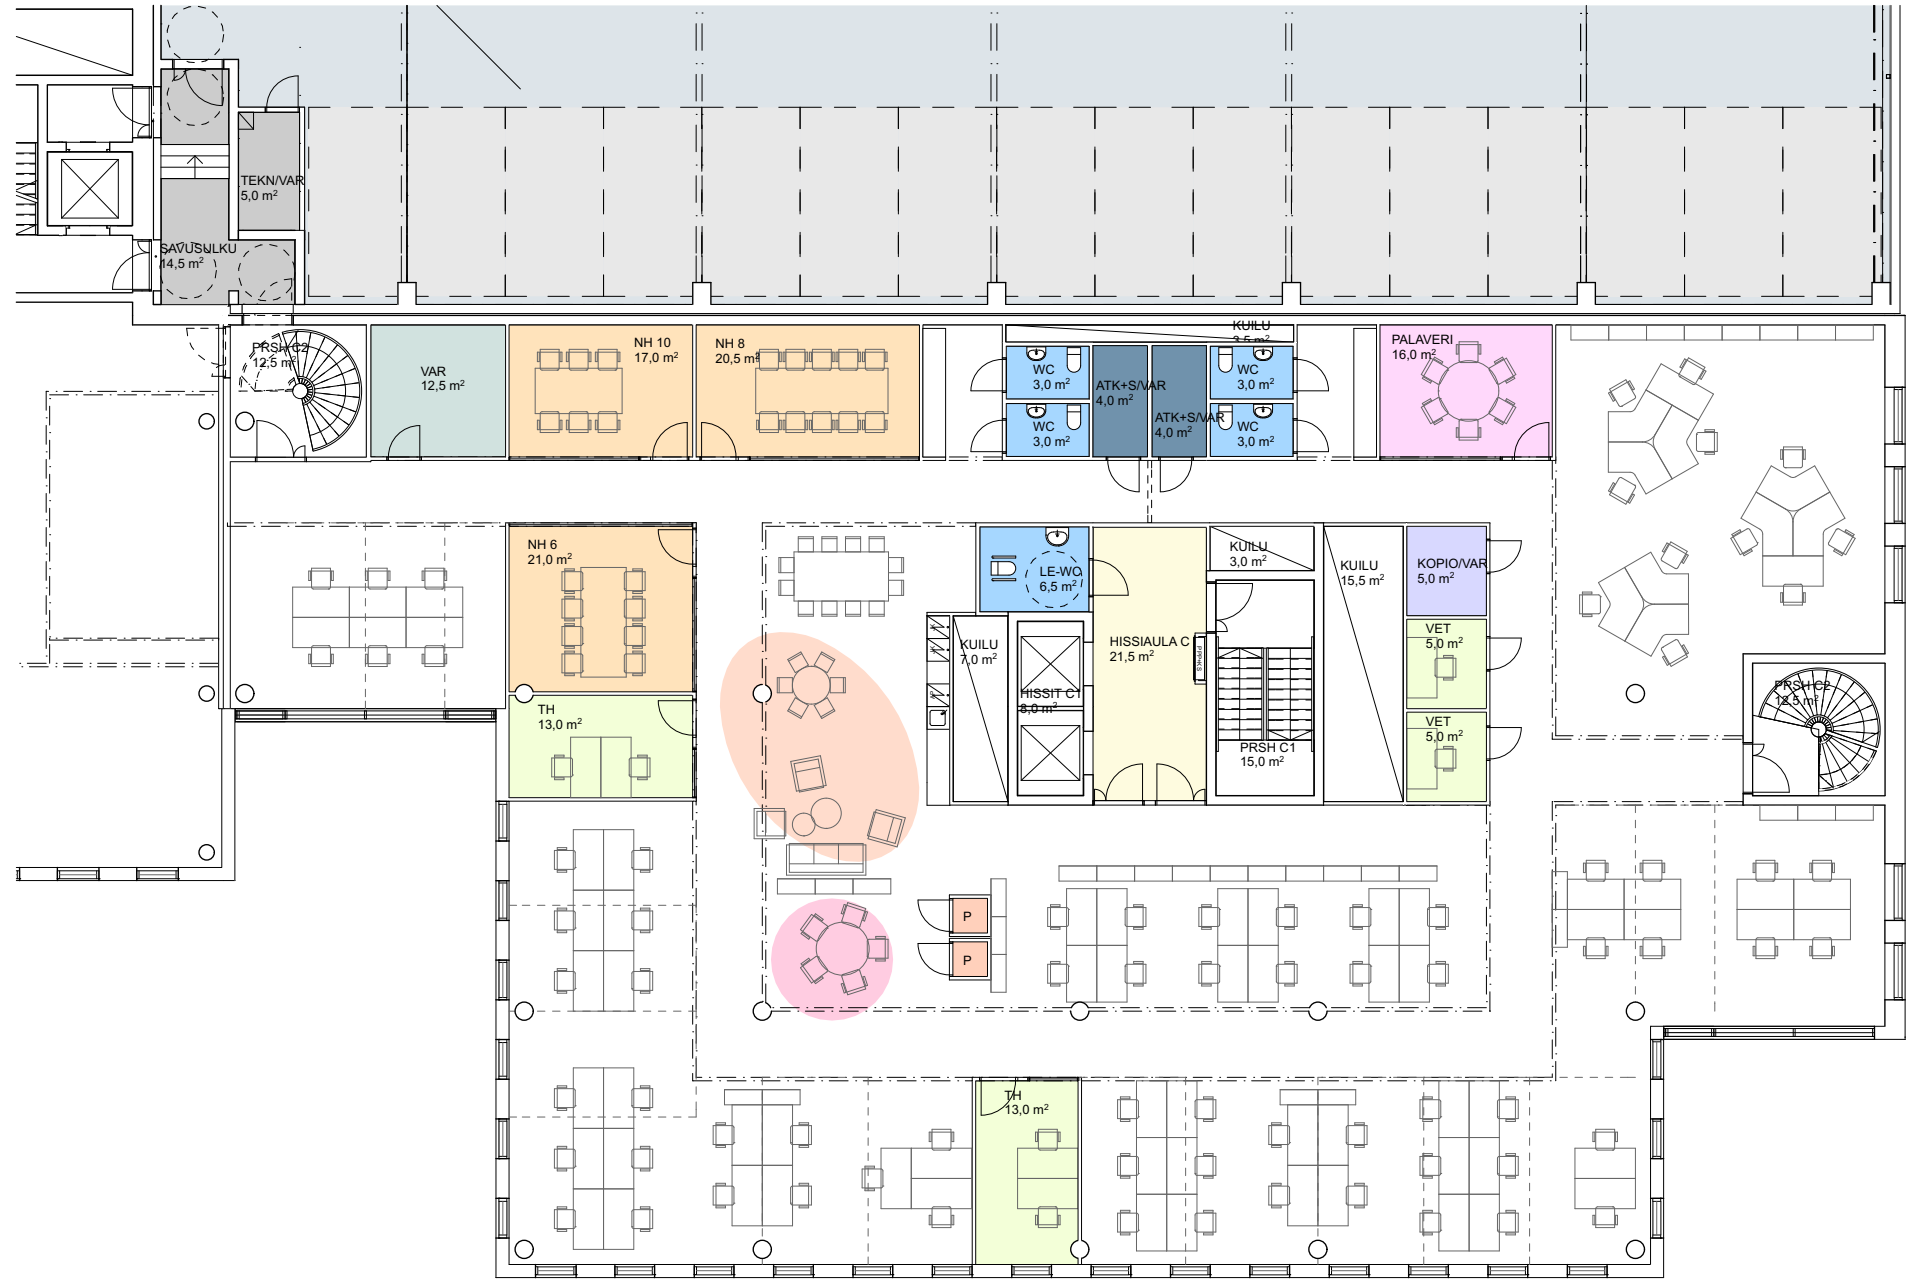 TEKN/VAR
5,0 m²
SAVUSULKU
14,5 m²
PRSH C2
12,5 m²
VAR
12,5 m²
NH 10
17,0 m²
NH 8
20,5 m²
KUILU
3,5 m²
WC
3,0 m²
WC
3,0 m²
ATK+S/VAR
4,0 m²
ATK+S/VAR
4,0 m²
WC
3,0 m²
WC
3,0 m²
PALAVERI
16,0 m²
NH 6
21,0 m²
TH
13,0 m²
LE-WC
6,5 m²
KUILU
7,0 m²
HISSIT C1
8,0 m²
HISSIAULA C
21,5 m²
KUILU
3,0 m²
PRSH C1
15,0 m²
KUILU
15,5 m²
KOPIO/VAR
5,0 m²
VET
5,0 m²
VET
5,0 m²
PRSH C2
12,5 m²
P
P
TH
13,0 m²